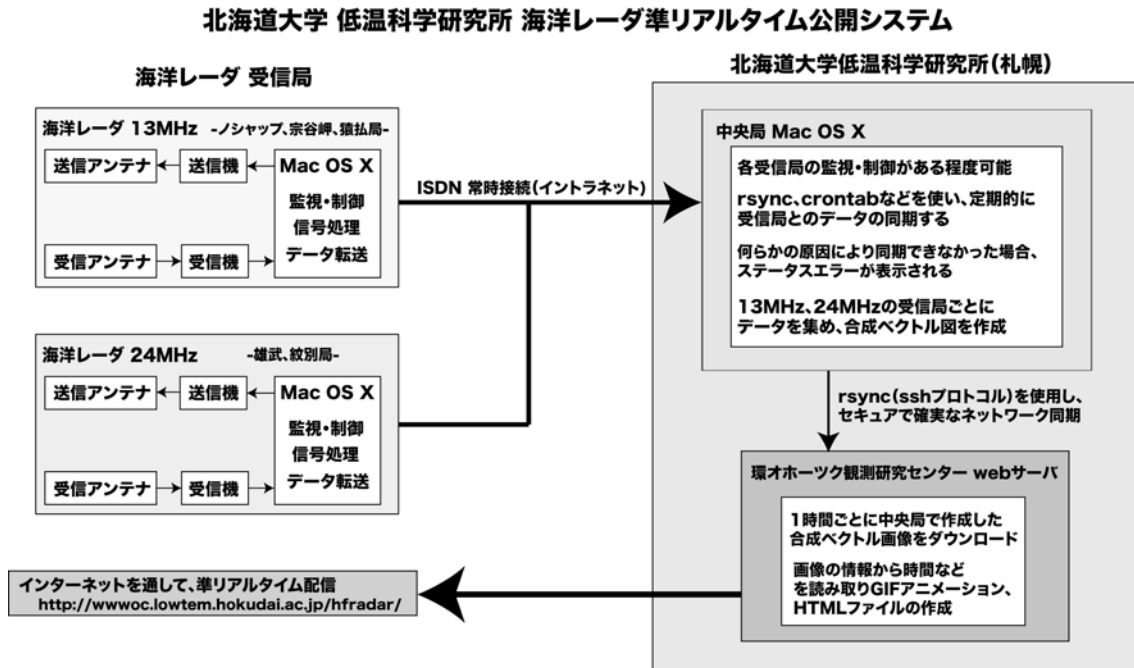 北海道大学 低温科学研究所 海洋レーダ準リアルタイム公開システム
海洋レーダ 受信局
海洋レーダ 13MHz -ノシャップ、宗谷岬、猿払局-
送信アンテナ
送信機
Mac OS X
監視・制御
信号処理
データ転送
受信アンテナ
受信機
海洋レーダ 24MHz -雄武、紋別局-
送信アンテナ
送信機
Mac OS X
監視・制御
信号処理
データ転送
受信アンテナ
受信機
ISDN 常時接続(イントラネット)
北海道大学低温科学研究所(札幌)
中央局 Mac OS X
各受信局の監視・制御がある程度可能
rsync、crontabなどを使い、定期的に
受信局とのデータの同期する
何らかの原因により同期できなかった場合、
ステータスエラーが表示される
13MHz、24MHzの受信局ごとに
データを集め、合成ベクトル図を作成
rsync(sshプロトコル)を使用し、
セキュアで確実なネットワーク同期
環オホーツク観測研究センター webサーバ
1時間ごとに中央局で作成した
合成ベクトル画像をダウンロード
画像の情報から時間など
を読み取りGIFアニメーション、
HTMLファイルの作成
インターネットを通して、準リアルタイム配信
http://wwwoc.lowtem.hokudai.ac.jp/hfradar/